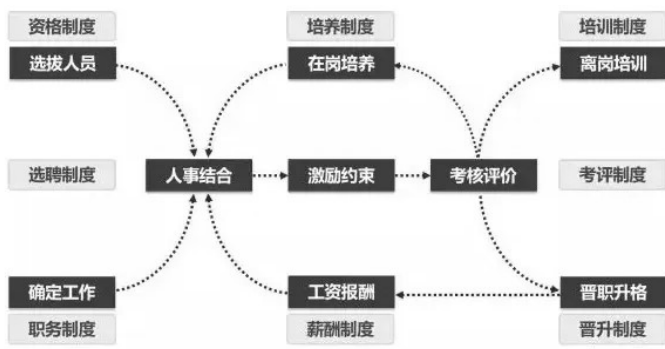 资格制度
培养制度
培训制度
选拔人员
在岗培养
离岗培训
选聘制度
人事结合
激励约束
考核评价
考评制度
确定工作
工资报酬
晋职升格
职务制度
薪酬制度
晋升制度